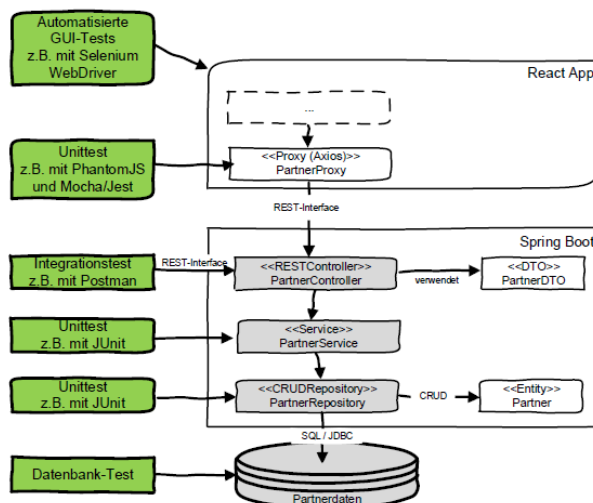 Automatisierte
GUI-Tests
z.B. mit Selenium
WebDriver
React App
...
Unittest
z.B. mit PhantomJS
und Mocha/Jest
<<Proxy (Axios)>>
PartnerProxy
REST-Interface
Spring Boot
Integrationstest
z.B. mit Postman
REST-Interface
<<RESTController>>
PartnerController
verwendet
<<DTO>>
PartnerDTO
Unittest
z.B. mit JUnit
<<Service>>
PartnerService
Unittest
z.B. mit JUnit
<<CRUDRepository>>
PartnerRepository
CRUD
<<Entity>>
Partner
SQL / JDBC
Datenbank-Test
Partnerdaten